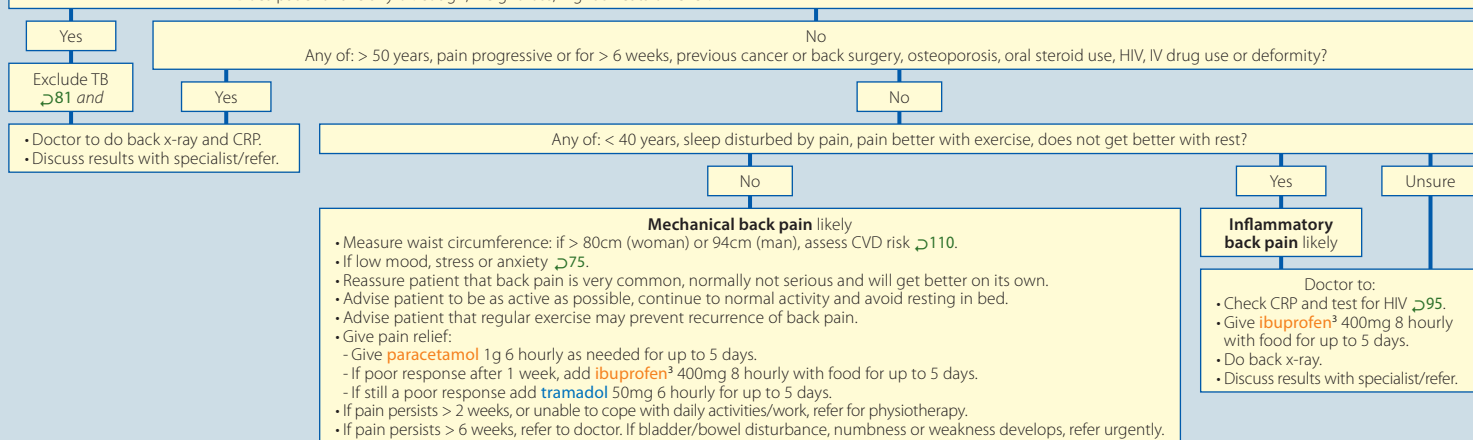 Yes
No
Any of: > 50 years, pain progressive or for > 6 weeks, previous cancer or back surgery, osteoporosis, oral steroid use, HIV, IV drug use or deformity?
Exclude TB
⮌81 and
Yes
No
• Doctor to do back x-ray and CRP.
• Discuss results with specialist/refer.
Any of: < 40 years, sleep disturbed by pain, pain better with exercise, does not get better with rest?
No
Yes
Unsure
Mechanical back pain likely
• Measure waist circumference: if > 80cm (woman) or 94cm (man), assess CVD risk ⮌110.
• If low mood, stress or anxiety ⮌75.
• Reassure patient that back pain is very common, normally not serious and will get better on its own.
• Advise patient to be as active as possible, continue to normal activity and avoid resting in bed.
• Advise patient that regular exercise may prevent recurrence of back pain.
• Give pain relief:
- Give paracetamol 1g 6 hourly as needed for up to 5 days.
- If poor response after 1 week, add ibuprofen³ 400mg 8 hourly with food for up to 5 days.
- If still a poor response add tramadol 50mg 6 hourly for up to 5 days.
• If pain persists > 2 weeks, or unable to cope with daily activities/work, refer for physiotherapy.
• If pain persists > 6 weeks, refer to doctor. If bladder/bowel disturbance, numbness or weakness develops, refer urgently.
Inflammatory
back pain likely
Doctor to:
• Check CRP and test for HIV ⮌95.
• Give ibuprofen³ 400mg 8 hourly
with food for up to 5 days.
• Do back x-ray.
• Discuss results with specialist/refer.